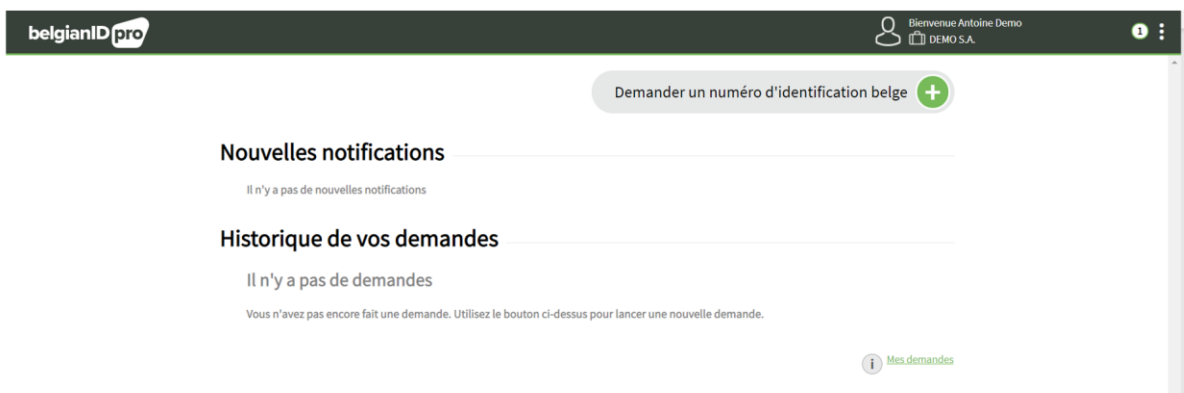 belgianID pro
Bienvenue Antoine Demo
DEMO S.A.
1
Demander un numéro d'identification belge
Nouvelles notifications
Il n'y a pas de nouvelles notifications
Historique de vos demandes
Il n'y a pas de demandes
Vous n'avez pas encore fait une demande. Utilisez le bouton ci-dessus pour lancer une nouvelle demande.
i Mes demandes